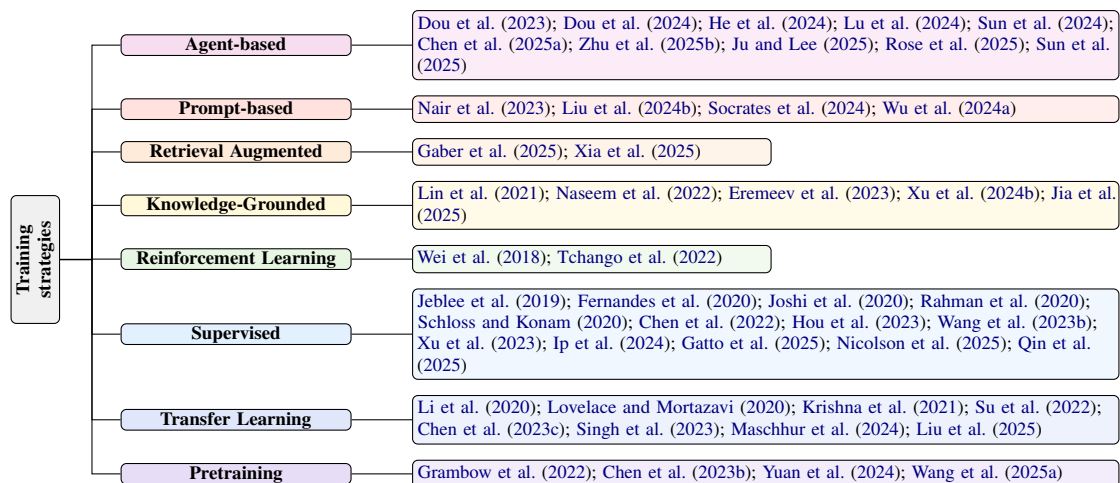 Training
strategies
Agent-based
Dou et al. (2023); Dou et al. (2024); He et al. (2024); Lu et al. (2024); Sun et al. (2024);
Chen et al. (2025a); Zhu et al. (2025b); Ju and Lee (2025); Rose et al. (2025); Sun et al.
(2025)
Prompt-based
Nair et al. (2023); Liu et al. (2024b); Socrates et al. (2024); Wu et al. (2024a)
Retrieval Augmented
Gaber et al. (2025); Xia et al. (2025)
Knowledge-Grounded
Lin et al. (2021); Naseem et al. (2022); Eremeev et al. (2023); Xu et al. (2024b); Jia et al.
(2025)
Reinforcement Learning
Wei et al. (2018); Tchango et al. (2022)
Supervised
Jeblee et al. (2019); Fernandes et al. (2020); Joshi et al. (2020); Rahman et al. (2020);
Schloss and Konam (2020); Chen et al. (2022); Hou et al. (2023); Wang et al. (2023b);
Xu et al. (2023); Ip et al. (2024); Gatto et al. (2025); Nicolson et al. (2025); Qin et al.
(2025)
Transfer Learning
Li et al. (2020); Lovelace and Mortazavi (2020); Krishna et al. (2021); Su et al. (2022);
Chen et al. (2023c); Singh et al. (2023); Maschhur et al. (2024); Liu et al. (2025)
Pretraining
Grambow et al. (2022); Chen et al. (2023b); Yuan et al. (2024); Wang et al. (2025a)